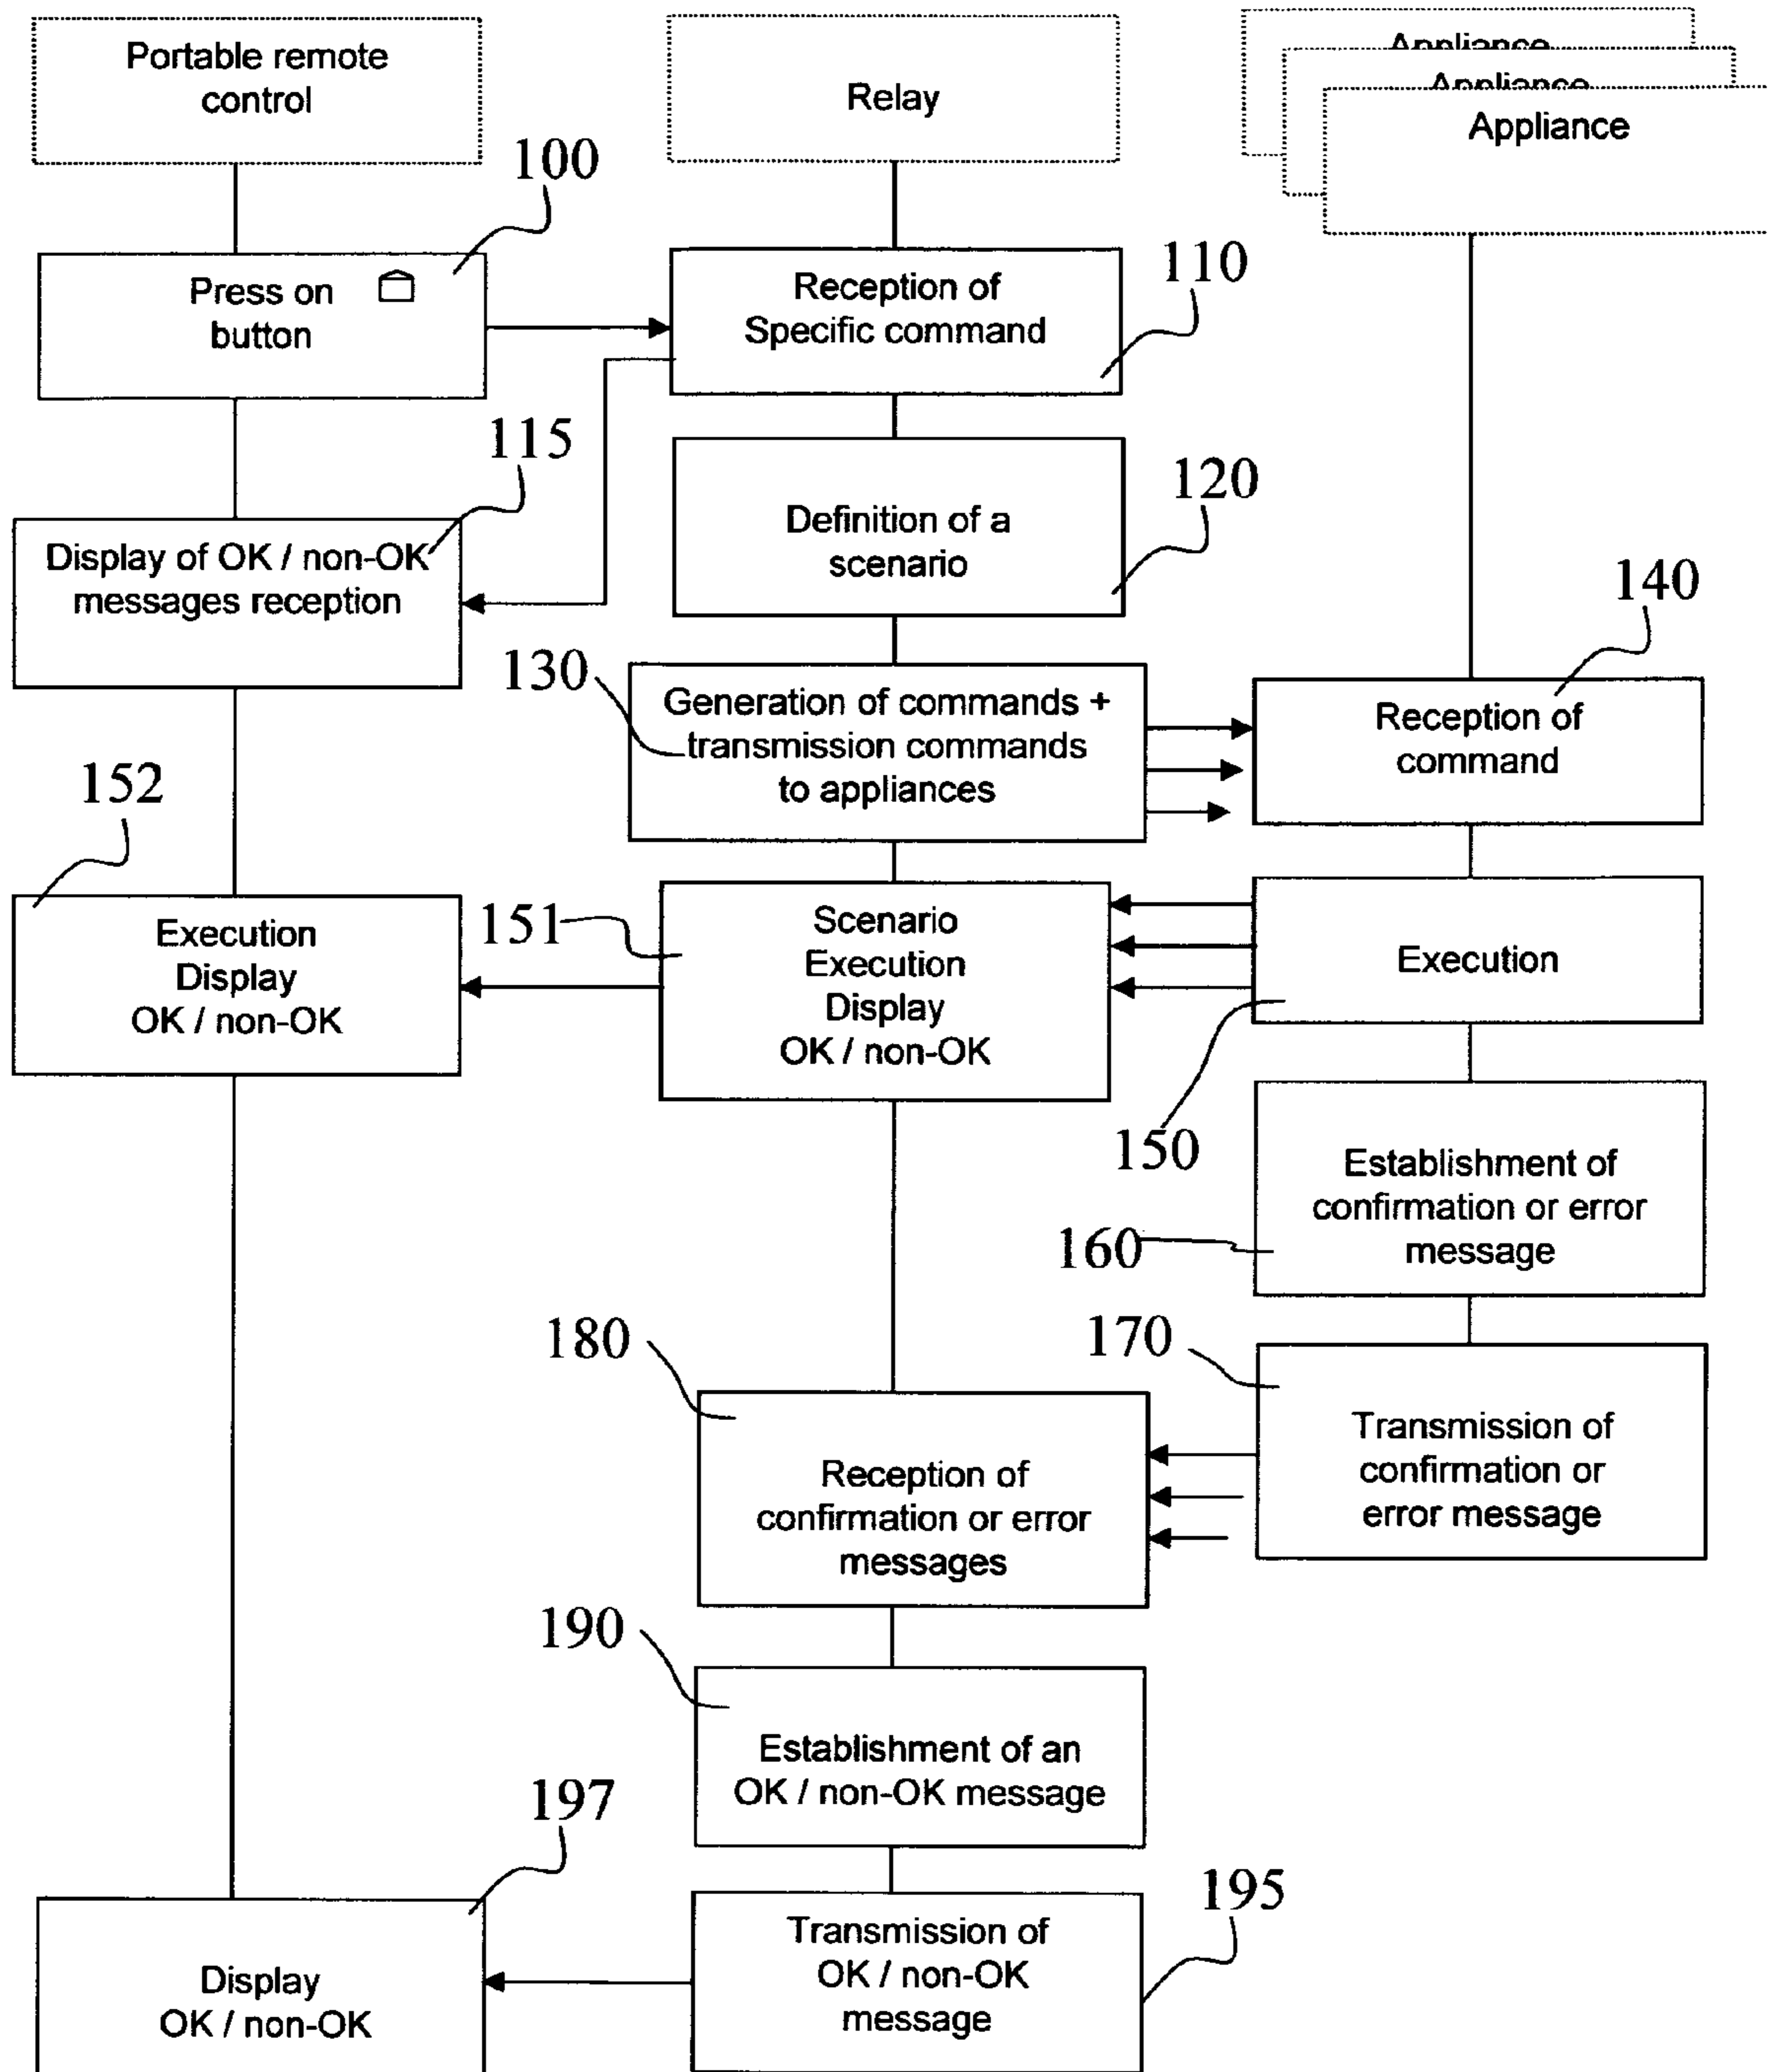 Portable remote
control
Relay
Appliance
Appliance
Appliance
100
Press on
button
Reception of
Specific command
110
115
Display of OK / non-OK
messages reception
Definition of a
scenario
120
130
Generation of commands +
transmission commands
to appliances
140
Reception of
command
152
Execution
Display
OK / non-OK
151
Scenario
Execution
Display
OK / non-OK
Execution
150
Establishment of
confirmation or error
message
160
170
Transmission of
confirmation or
error message
180
Reception of
confirmation or error
messages
190
Establishment of an
OK / non-OK message
197
Display
OK / non-OK
Transmission of
OK / non-OK
message
195